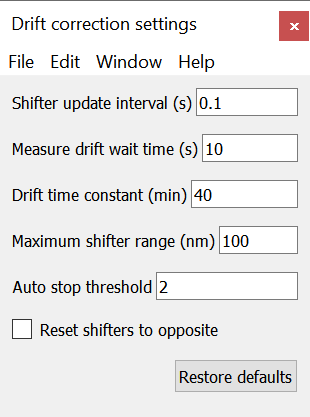 Drift correction settings
File Edit Window Help
Shifter update interval (s) 0.1
Measure drift wait time (s) 10
Drift time constant (min) 40
Maximum shifter range (nm) 100
Auto stop threshold 2
Reset shifters to opposite
Restore defaults